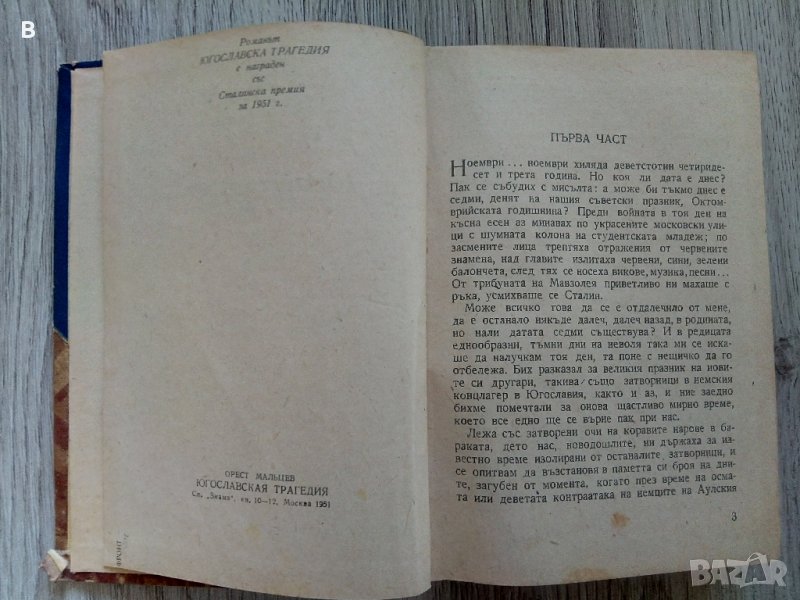 В
Романът
ЮГОСЛАВСКА ТРАГЕДИЯ
е награден
със
Сталинска премия
за 1951 г.
ОРЕСТ МАЛЬЦЕВ
ЮГОСЛАВСКАЯ ТРАГЕДИЯ
Сп. „Знамя", кн. 10—12, Москва 1951
ПЪРВА ЧАСТ
Ноември... ноември хиляда деветстотин четириде-
сет и трета година. Но коя ли дата е днес?
Пак се събудих с мисълта: а може би тъкмо днес е
седми, денят на нашия съветски празник, Октом-
врийската годишнина? Преди войната в тоя ден на
късна есен аз минавах по украсените московски ули-
ци с шумната колона на студентската младеж; по
засмените лица трептяха отражения от червените
знамена, над главите излитаха червени, сини, зелени
балончета, след тях се носеха викове, музика, песни...
От трибуната на Мавзолея приветливо ни махаше с
ръка, усмихваше се Сталин.
Може всичко това да се е отдалечило от мене,
да е останало някъде далеч, далеч назад, в родината,
но нали датата седми съществува? И в редицата
еднообразни, тъмни дни на неволя така ми се иска-
ше да налучкам тоя ден, та поне с нещичко да го
отбележа. Бих разказал за великия празник на нови-
те си другари, такива също затворници в немския
концлагер в Югославия, както и аз, и ние заедно
бихме помечтали за онова щастливо мирно време,
което все едно ще се върне пак при нас.
Лежа със затворени очи на коравите нарове в ба-
раката, дето нас, новодошлите, ни държаха за из-
вестно време изолирани от останалите затворници, и
се опитвам да възстановя в паметта си броя на дни-
те, загубен от момента, когато през време на осма-
та или деветата контраатака на немците на Аулския
3
BAZAR